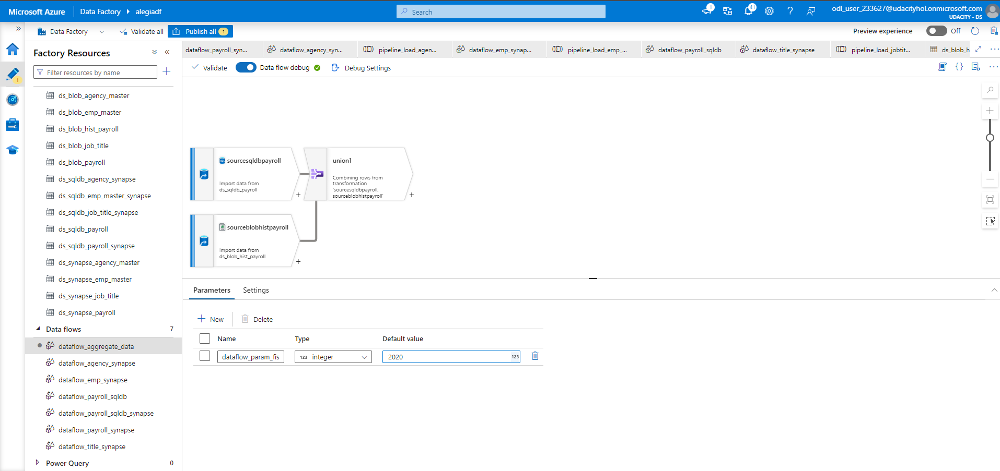 Microsoft Azure
Data Factory
alegiadf
Search
1
41
odl_user_233627@udacityhol.onmicrosoft.com
UDACITY - DS
Data Factory
Validate all
Publish all
1
Preview experience
Off
1
Factory Resources
Filter resources by name
ds_blob_agency_master
ds_blob_emp_master
ds_blob_hist_payroll
ds_blob_job_title
ds_blob_payroll
ds_sqldb_agency_synapse
ds_sqldb_emp_master_synapse
ds_sqldb_job_title_synapse
ds_sqldb_payroll
ds_sqldb_payroll_synapse
ds_synapse_agency_master
ds_synapse_emp_master
ds_synapse_job_title
ds_synapse_payroll
Data flows 7
dataflow_aggregate_data
dataflow_agency_synapse
dataflow_emp_synapse
dataflow_payroll_sqldb
dataflow_payroll_sqldb_synapse
dataflow_payroll_synapse
dataflow_title_synapse
Power Query 0
dataflow_payroll_syn...
dataflow_agency_syn...
pipeline_load_agen...
dataflow_emp_synap...
pipeline_load_emp_...
dataflow_payroll_sqldb
dataflow_title_synapse
pipeline_load_jobtit...
ds_blob_h
Validate
Data flow debug
Debug Settings
sourcesqldbpayroll
Import data from
ds_sqldb_payroll
union1
Combining rows from
transformation
'sourcesqldbpayroll,
sourceblobhistpayroll'
sourceblobhistpayroll
Import data from
ds_blob_hist_payroll
Parameters
Settings
New
Delete
Name
Type
Default value
dataflow_param_fis
123 integer
2020
123